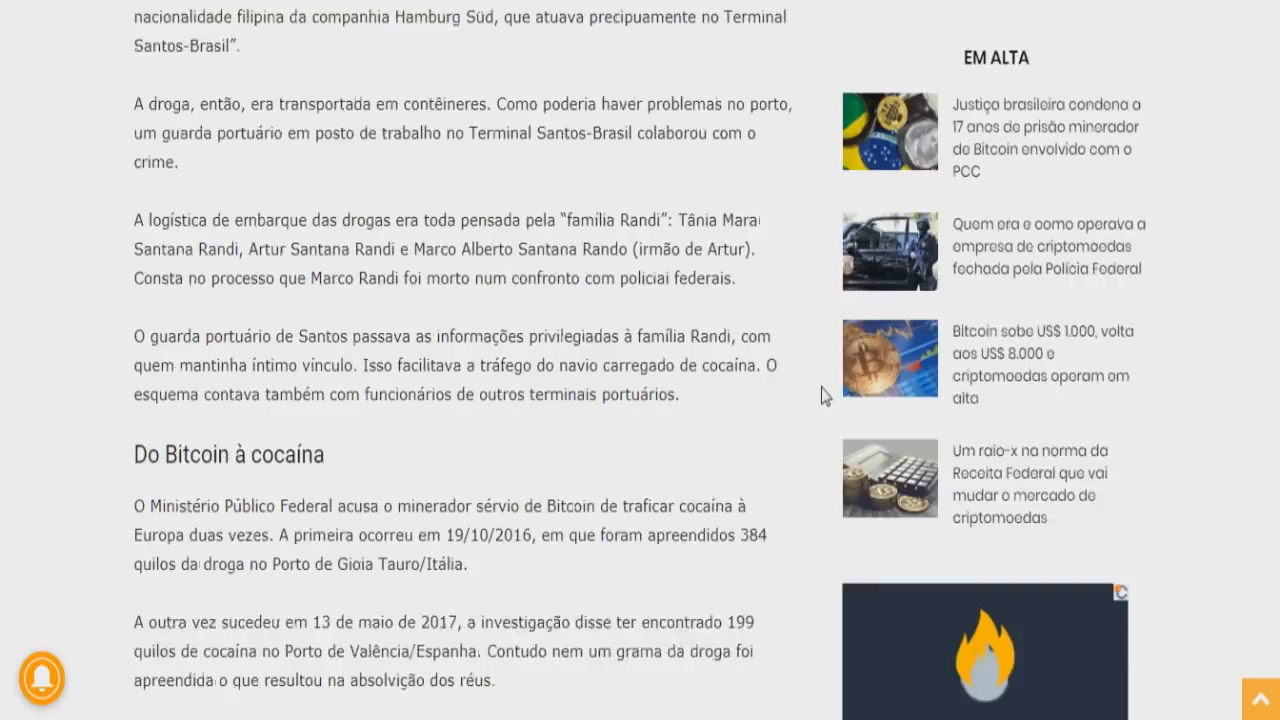 nacionalidade filipina da companhia Hamburg Süd, que atuava precipuamente no Terminal
Santos-Brasil”.
A droga, então, era transportada em contêineres. Como poderia haver problemas no porto,
um guarda portuário em posto de trabalho no Terminal Santos-Brasil colaborou com o
crime.
A logística de embarque das drogas era toda pensada pela “família Randi”: Tânia Mara
Santana Randi, Artur Santana Randi e Marco Alberto Santana Rando (irmão de Artur).
Consta no processo que Marco Randi foi morto num confronto com policiai federais.
O guarda portuário de Santos passava as informações privilegiadas à família Randi, com
quem mantinha íntimo vínculo. Isso facilitava a tráfego do navio carregado de cocaína. O
esquema contava também com funcionários de outros terminais portuários.
Do Bitcoin à cocaína
O Ministério Público Federal acusa o minerador sérvio de Bitcoin de traficar cocaína à
Europa duas vezes. A primeira ocorreu em 19/10/2016, em que foram apreendidos 384
quilos da droga no Porto de Gioia Tauro/Itália.
A outra vez sucedeu em 13 de maio de 2017, a investigação disse ter encontrado 199
quilos de cocaína no Porto de Valência/Espanha. Contudo nem um grama da droga foi
apreendida o que resultou na absolvição dos réus.
EM ALTA
Justiça brasileira condena a
17 anos de prisão minerador
de Bitcoin envolvido com o
PCC
Quem era e como operava a
empresa de criptomoedas
fechada pela Polícia Federal
Bitcoin sobe US$ 1.000, volta
aos US$ 8.000 e
criptomoedas operam em
alta
Um raio-x na norma da
Receita Federal que vai
mudar o mercado de
criptomoedas